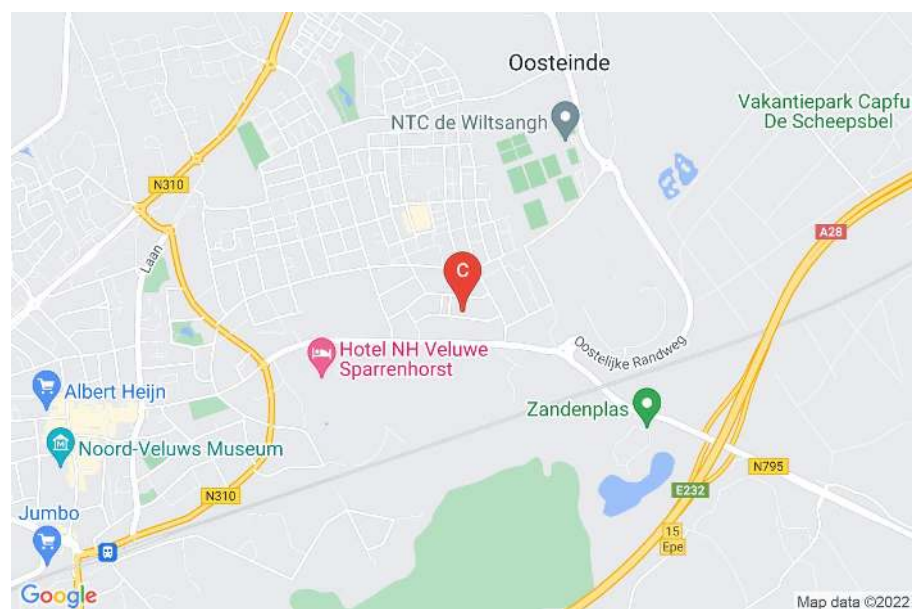 Oosteinde
NTC de Wiltsangh
Vakantiepark Capfu
De Scheepsbel
N310
A28
Laan
C
Oostelijke Randweg
Hotel NH Veluwe
Sparrenhorst
Albert Heijn
Zandenplas
Noord-Veluws Museum
M
N795
N310
E232
Jumbo
15
Epe
Google
Map data ©2022